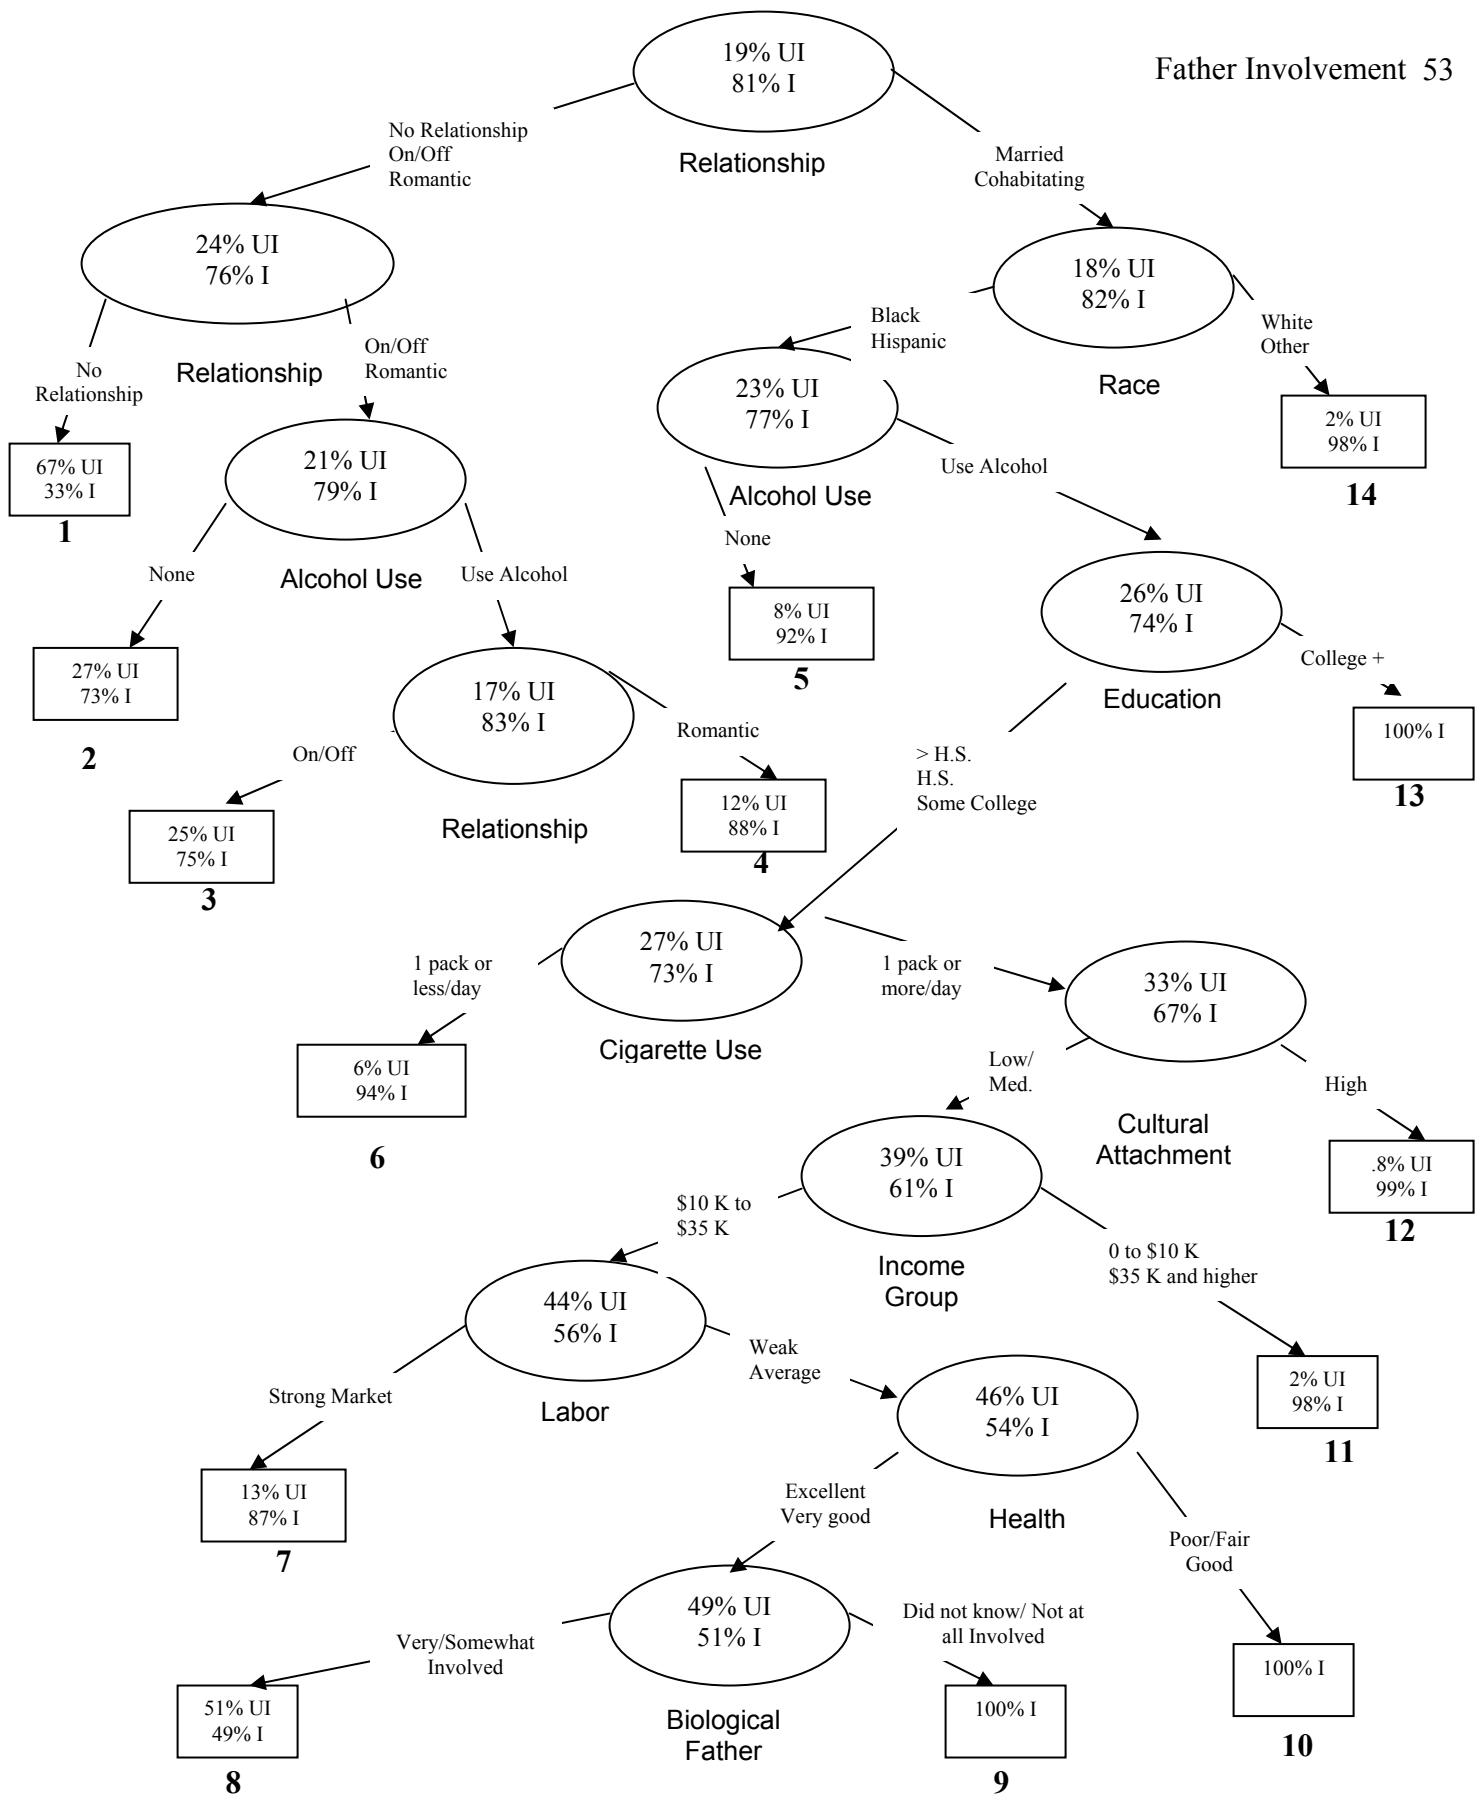 Father Involvement 53
19% UI
81% I
Relationship
No Relationship
On/Off
Romantic
Married
Cohabitating
24% UI
76% I
Relationship
18% UI
82% I
Race
No
Relationship
On/Off
Romantic
Black
Hispanic
White
Other
67% UI
33% I
1
21% UI
79% I
Alcohol Use
23% UI
77% I
Alcohol Use
2% UI
98% I
14
None
Use Alcohol
None
Use Alcohol
27% UI
73% I
2
17% UI
83% I
Relationship
8% UI
92% I
5
26% UI
74% I
Education
On/Off
Romantic
> H.S.
H.S.
Some College
College +
25% UI
75% I
3
12% UI
88% I
4
100% I
13
27% UI
73% I
Cigarette Use
1 pack or
less/day
1 pack or
more/day
6% UI
94% I
6
33% UI
67% I
Cultural
Attachment
Low/
Med.
High
39% UI
61% I
Income
Group
.8% UI
99% I
12
$10 K to
$35 K
0 to $10 K
$35 K and higher
44% UI
56% I
Labor
2% UI
98% I
11
Strong Market
Weak
Average
13% UI
87% I
7
46% UI
54% I
Health
Excellent
Very good
Poor/Fair
Good
49% UI
51% I
Biological
Father
100% I
10
Very/Somewhat
Involved
Did not know/ Not at
all Involved
51% UI
49% I
8
100% I
9